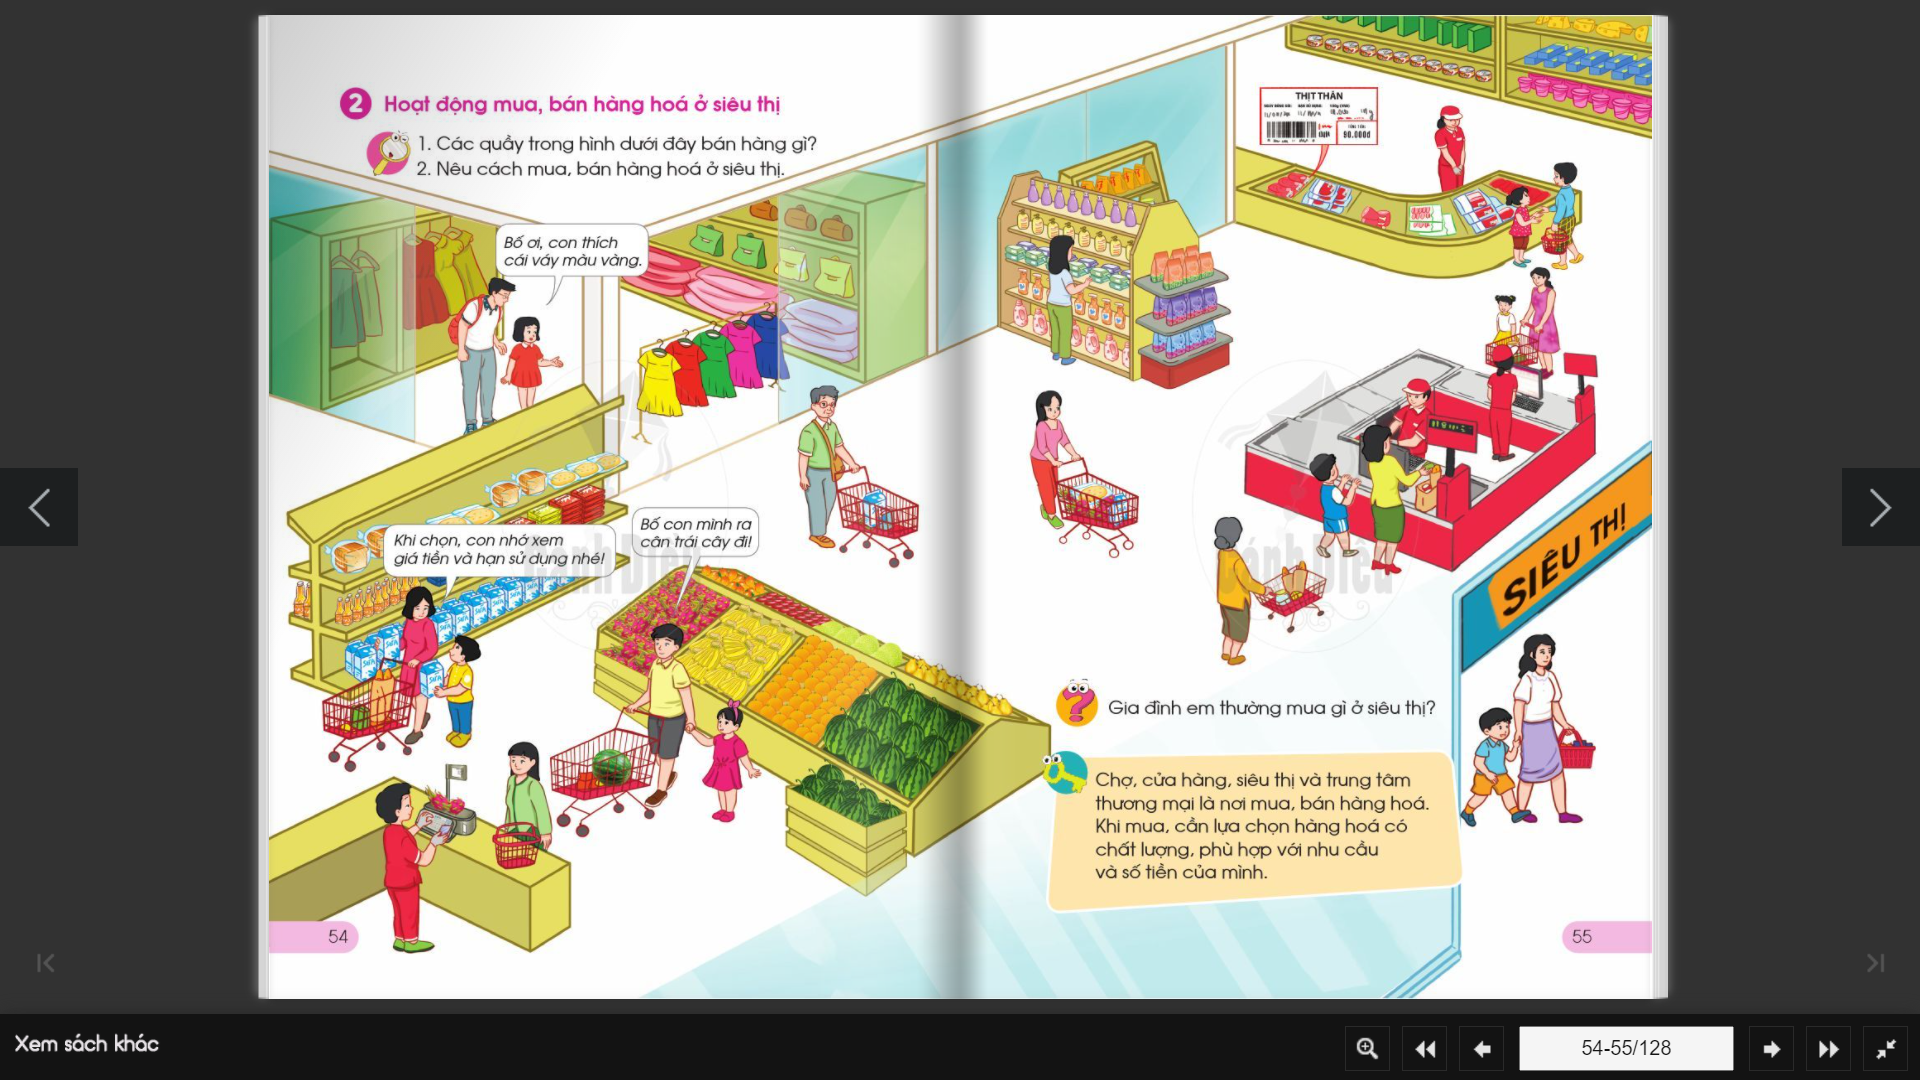 2 Hoạt động mua, bán hàng hoá ở siêu thị
1. Các quầy trong hình dưới đây bán hàng gì?
2. Nêu cách mua, bán hàng hoá ở siêu thị.
Bố ơi, con thích
cái váy màu vàng.
Khi chọn, con nhớ xem
giá tiền và hạn sử dụng nhé!
Bố con mình ra
cân trái cây đi!
54
THỊT THĂN
90.000đ
SIÊU THỊ
Gia đình em thường mua gì ở siêu thị?
Chợ, cửa hàng, siêu thị và trung tâm
thương mại là nơi mua, bán hàng hoá.
Khi mua, cần lựa chọn hàng hoá có
chất lượng, phù hợp với nhu cầu
và số tiền của mình.
55
Cánh Diều
Cánh Diều
Xem sách khác
54-55/128